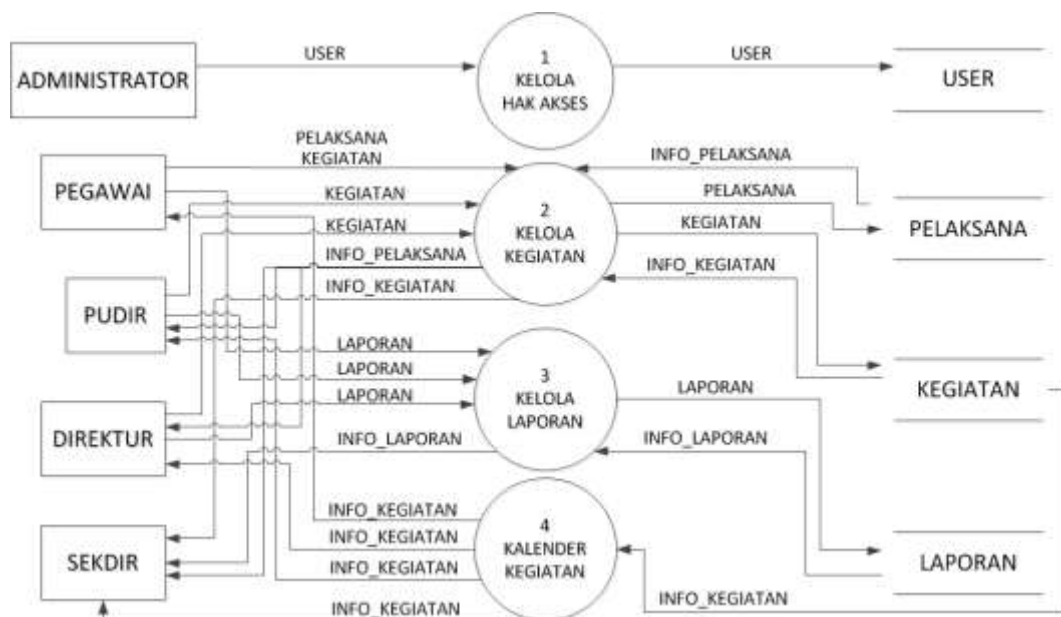 ADMINISTRATOR
USER
1
KELOLA
HAK AKSES
USER
USER
PEGAWAI
PELAKSANA
KEGIATAN
KEGIATAN
KEGIATAN
INFO_PELAKSANA
INFO_KEGIATAN
2
KELOLA
KEGIATAN
INFO_PELAKSANA
PELAKSANA
KEGIATAN
INFO_KEGIATAN
PELAKSANA
PUDIR
LAPORAN
LAPORAN
LAPORAN
INFO_LAPORAN
3
KELOLA
LAPORAN
LAPORAN
INFO_LAPORAN
KEGIATAN
DIREKTUR
INFO_KEGIATAN
INFO_KEGIATAN
INFO_KEGIATAN
INFO_KEGIATAN
4
KALENDER
KEGIATAN
INFO_KEGIATAN
LAPORAN
SEKDIR